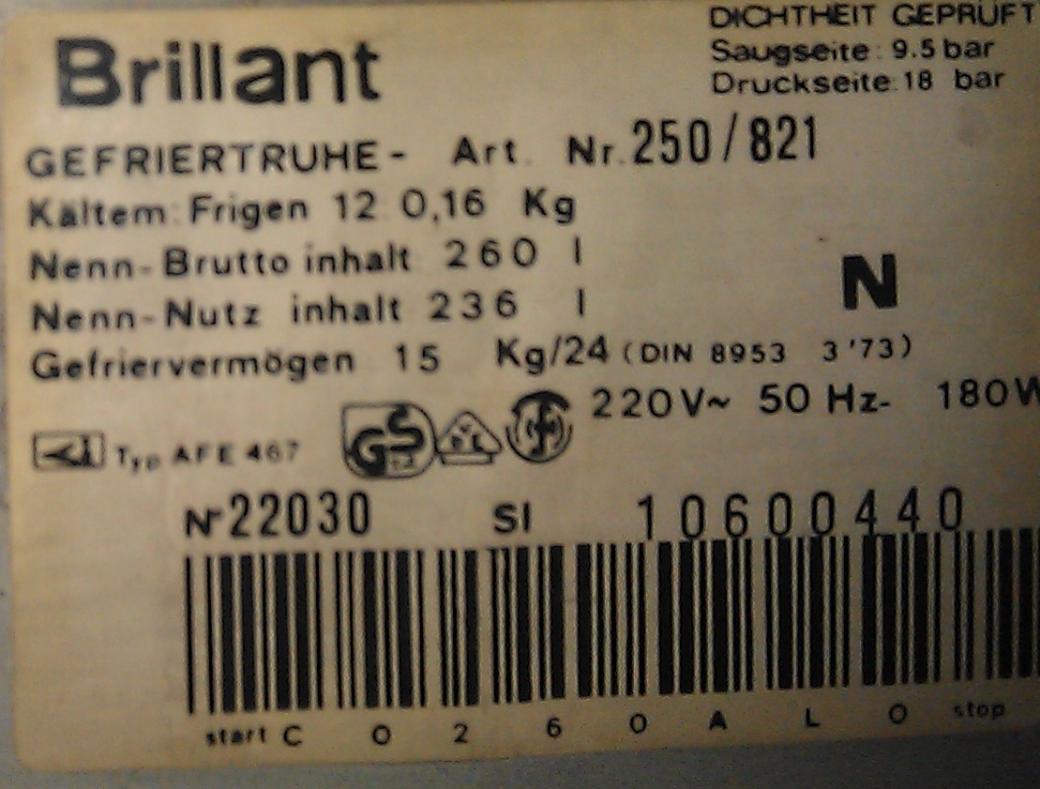 Brillant
DICHTHEIT GEPRÜFT
Saugseite: 9.5 bar
Druckseite: 18 bar
GEFRIERTRUHE- Art. Nr. 250/821
Kältem: Frigen 12 0,16 Kg
Nenn-Brutto inhalt 260 l
Nenn-Nutz inhalt 236 l
N
Gefriervermögen 15 Kg/24 (DIN 8953 3'73)
220V~ 50 Hz- 180W
Typ AFE 467 GS
Nr 22030 SI 10600440
start C 0 2 6 0 A L O stop